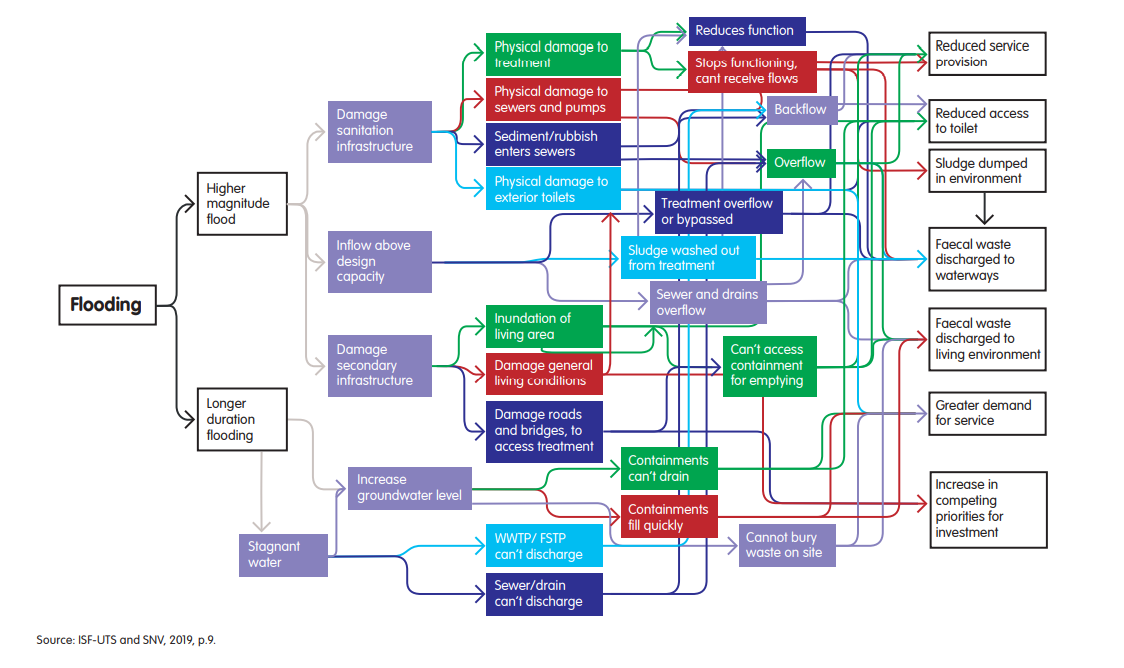 Flooding
Higher
magnitude
flood
Longer
duration
flooding
Damage
sanitation
infrastructure
Inflow above
design
capacity
Damage
secondary
infrastructure
Increase
groundwater level
Stagnant
water
Physical damage to
treatment
Physical damage to
sewers and pumps
Sediment/rubbish
enters sewers
Physical damage to
exterior toilets
Inundation of
living area
Damage general
living conditions
Damage roads
and bridges, to
access treatment
WWTP/ FSTP
can't discharge
Sewer/drain
can't discharge
Reduces function
Stops functioning,
cant receive flows
Backflow
Overflow
Treatment overflow
or bypassed
Sludge washed out
from treatment
Sewer and drains
overflow
Can't access
containment
for emptying
Containments
can't drain
Containments
fill quickly
Cannot bury
waste on site
Reduced service
provision
Reduced access
to toilet
Sludge dumped
in environment
Faecal waste
discharged to
waterways
Faecal waste
discharged to
living environment
Greater demand
for service
Increase in
competing
priorities for
investment
Source: ISF-UTS and SNV, 2019, p.9.